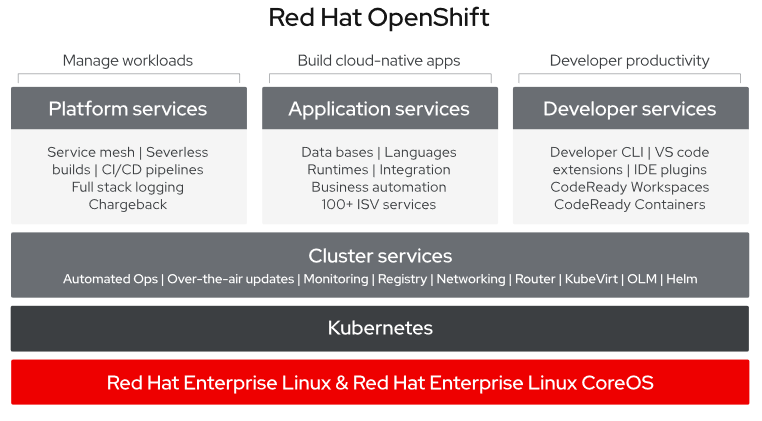 Red Hat OpenShift
Manage workloads
Build cloud-native apps
Developer productivity
Platform services
Application services
Developer services
Service mesh | Severless
builds | CI/CD pipelines
Full stack logging
Chargeback
Data bases | Languages
Runtimes | Integration
Business automation
100+ ISV services
Developer CLI | VS code
extensions | IDE plugins
CodeReady Workspaces
CodeReady Containers
Cluster services
Automated Ops | Over-the-air updates | Monitoring | Registry | Networking | Router | KubeVirt | OLM | Helm
Kubernetes
Red Hat Enterprise Linux & Red Hat Enterprise Linux CoreOS